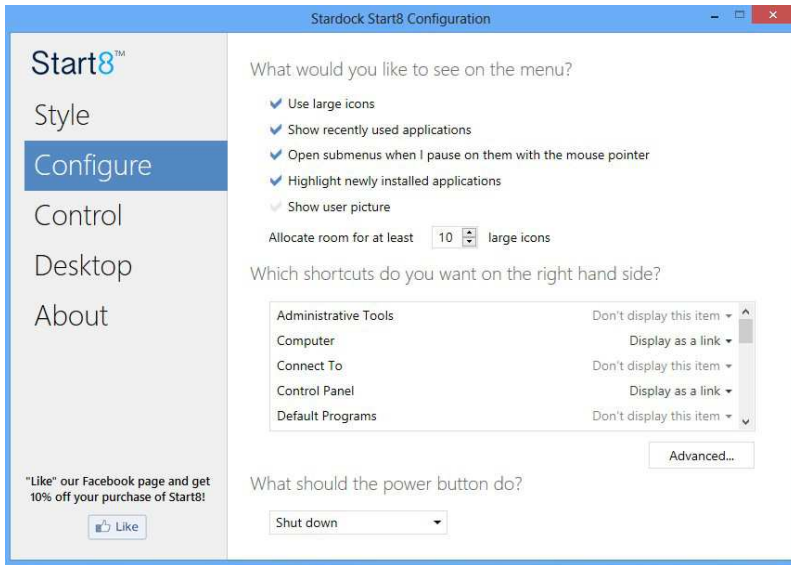 Stardock Start8 Configuration
Start8™
Style
Configure
Control
Desktop
About
"Like" our Facebook page and get
10% off your purchase of Start8!
Like
What would you like to see on the menu?
Use large icons
Show recently used applications
Open submenus when I pause on them with the mouse pointer
Highlight newly installed applications
Show user picture
Allocate room for at least 10 large icons
Which shortcuts do you want on the right hand side?
Administrative Tools Don't display this item
Computer Display as a link
Connect To Don't display this item
Control Panel Display as a link
Default Programs Don't display this item
Advanced...
What should the power button do?
Shut down